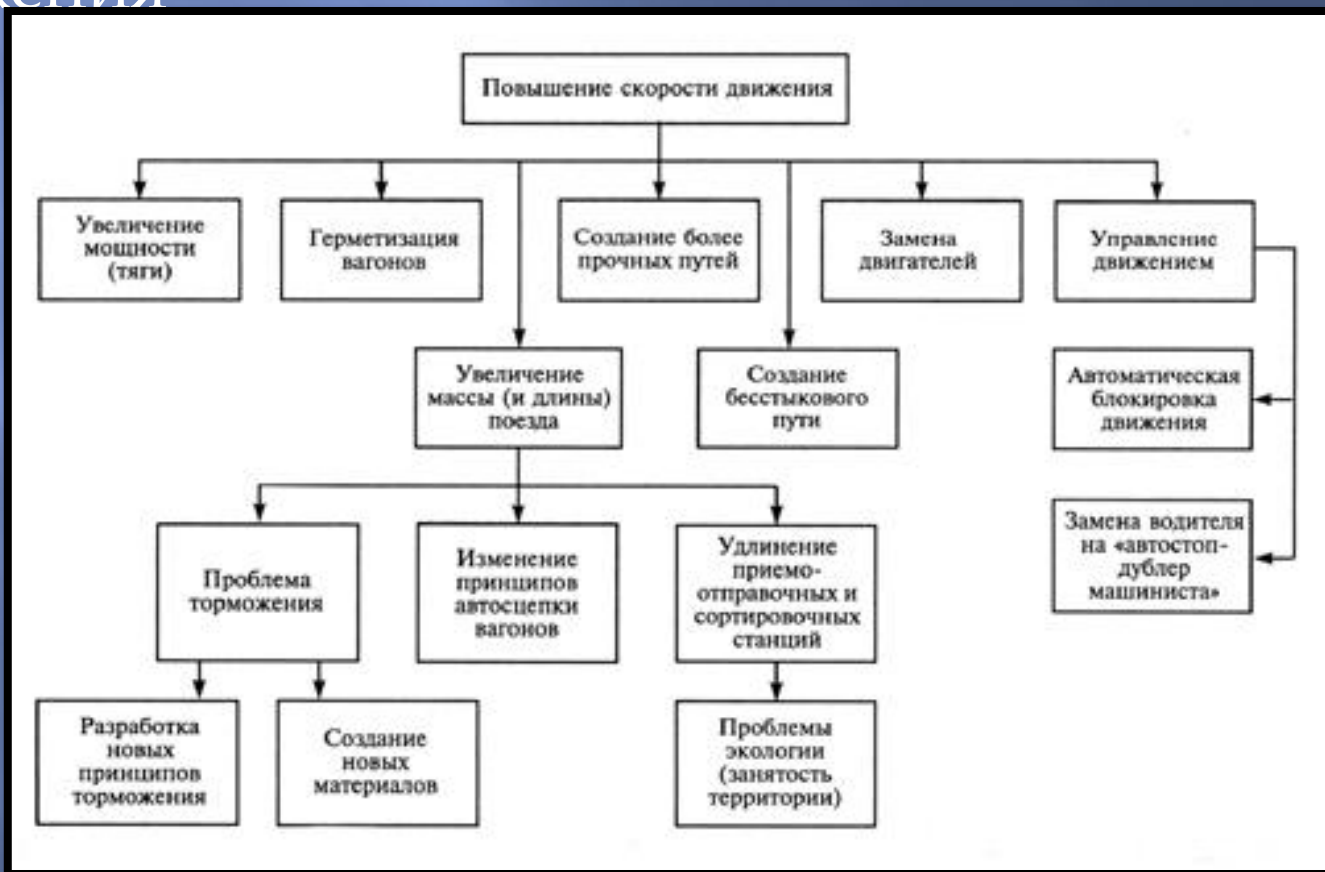 Повышение скорости движения
Увеличение
мощности
(тяги)
Герметизация
вагонов
Создание более
прочных путей
Замена
двигателей
Управление
движением
Увеличение
массы (и длины)
поезда
Создание
бесстыкового
пути
Автоматическая
блокировка
движения
Проблема
торможения
Изменение
принципов
автосцепки
вагонов
Удлинение
приемо-
отправочных и
сортировочных
станций
Замена водителя
на «автостоп-
дублер
машиниста»
Разработка
новых
принципов
торможения
Создание
новых
материалов
Проблемы
экологии
(занятость
территории)